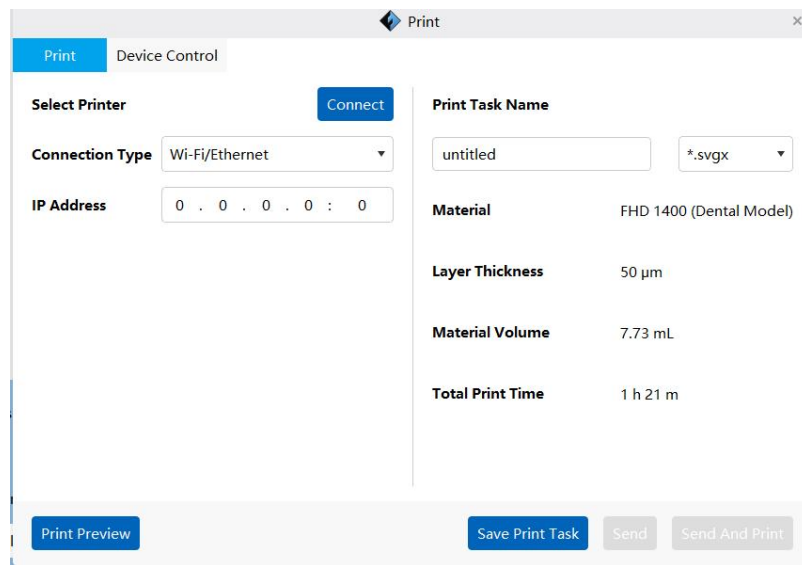 Print
Print
Device Control
Select Printer
Connect
Connection Type
Wi-Fi/Ethernet
IP Address
0 . 0 . 0 . 0 : 0
Print Task Name
untitled
*.svgx
Material
FHD 1400 (Dental Model)
Layer Thickness
50 µm
Material Volume
7.73 mL
Total Print Time
1 h 21 m
Print Preview
Save Print Task
Send
Send And Print